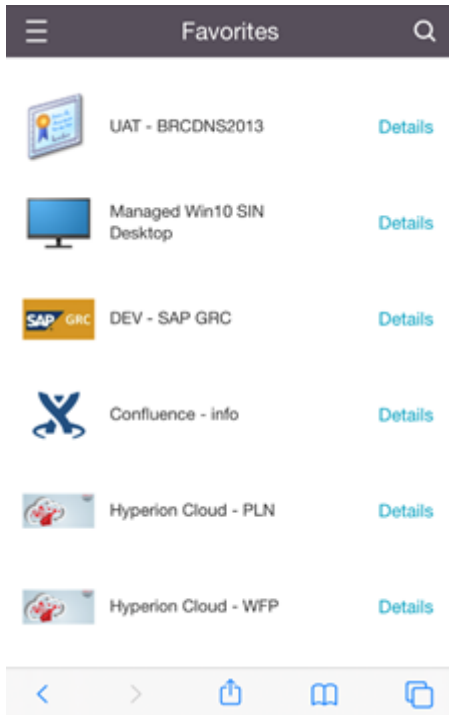 Favorites
UAT - BRCDNS2013
Details
Managed Win10 SIN
Desktop
Details
SAP GRC
DEV - SAP GRC
Details
Confluence - info
Details
Hyperion Cloud - PLN
Details
Hyperion Cloud - WFP
Details